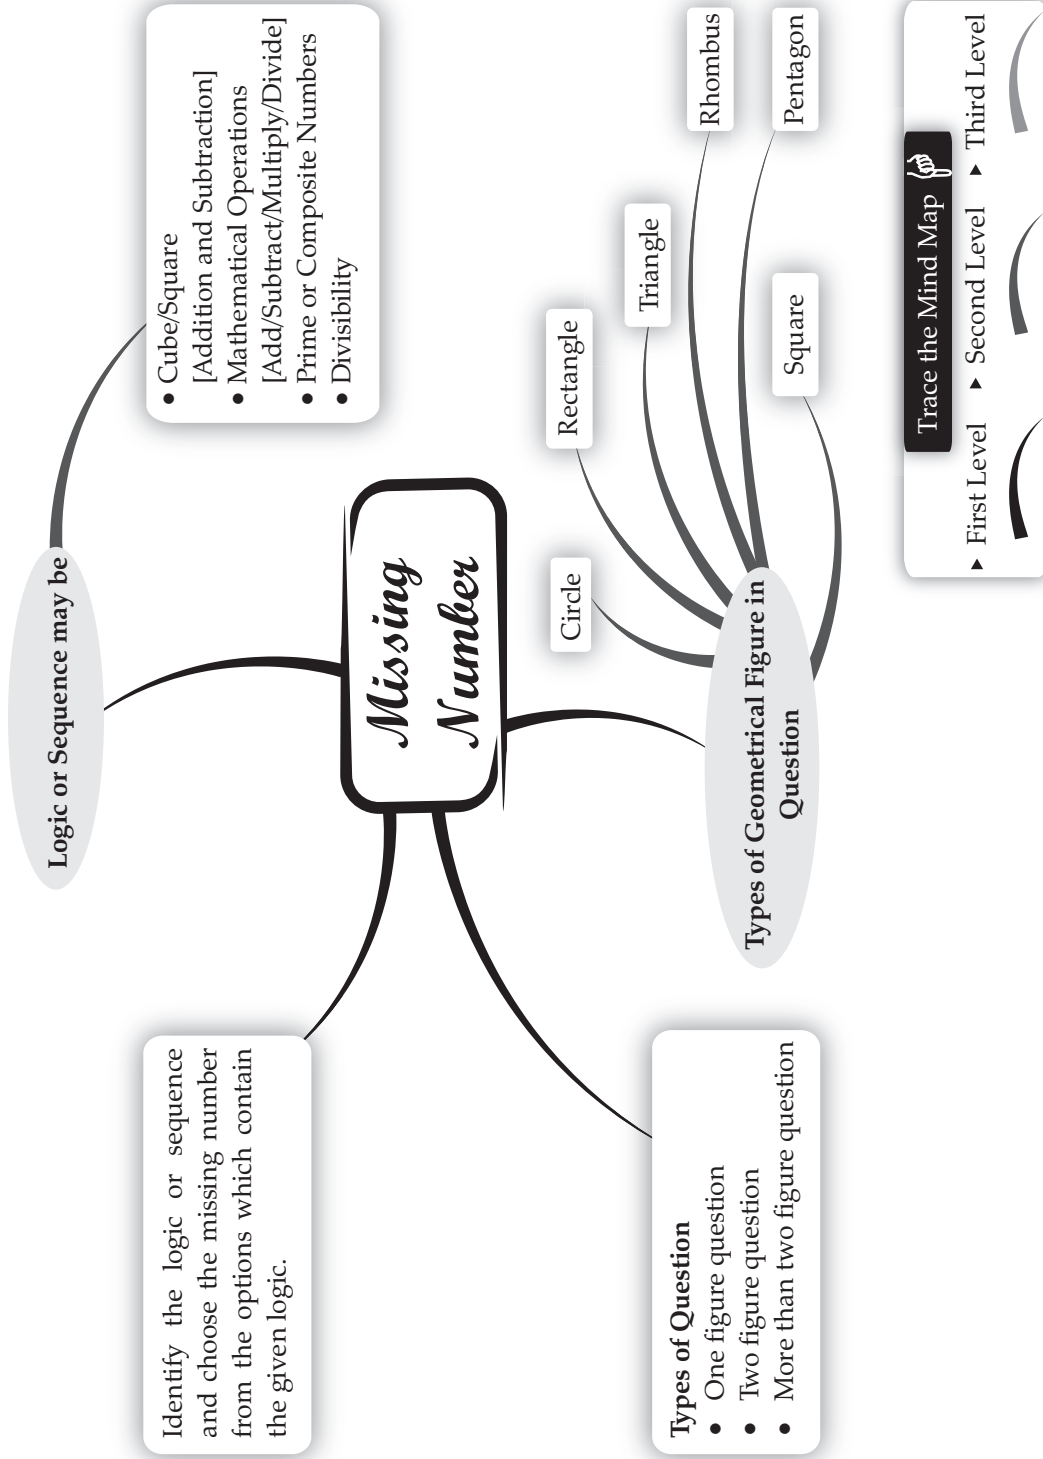 Identify the logic or sequence
and choose the missing number
from the options which contain
the given logic.
Logic or Sequence may be
● Cube/Square
[Addition and Subtraction]
● Mathematical Operations
[Add/Subtract/Multiply/Divide]
● Prime or Composite Numbers
● Divisibility
Missing
Number
Types of Question
● One figure question
● Two figure question
● More than two figure question
Types of Geometrical Figure in
Question
Circle
Rectangle
Triangle
Rhombus
Pentagon
Square
Trace the Mind Map
▶ First Level ▶ Second Level ▶ Third Level